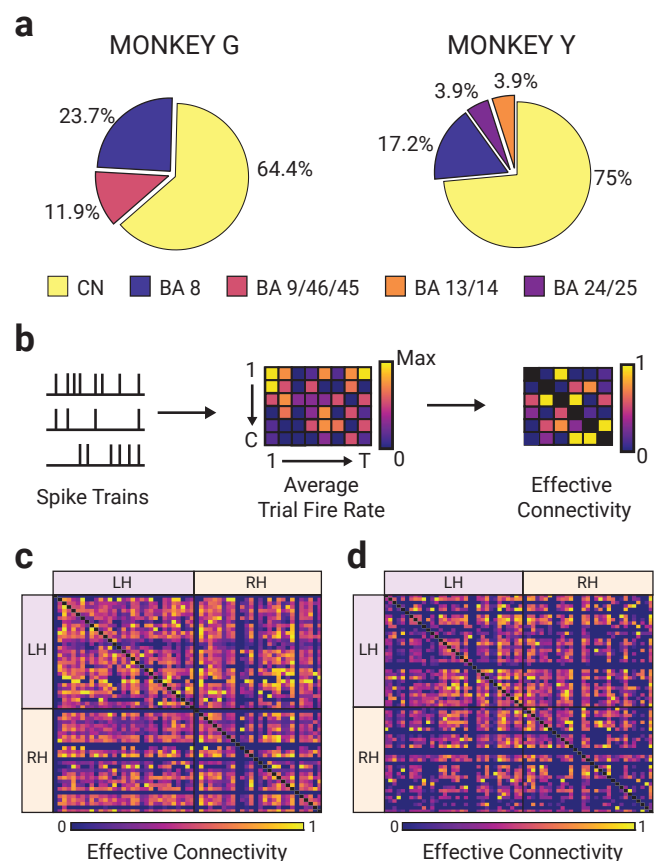 a
MONKEY G
MONKEY Y
23.7%
64.4%
11.9%
3.9%
3.9%
17.2%
75%
CN
BA 8
BA 9/46/45
BA 13/14
BA 24/25
b
Spike Trains
1
C
1
T
Max
0
Average
Trial Fire Rate
1
0
Effective
Connectivity
c
LH
RH
LH
RH
0
1
Effective Connectivity
d
LH
RH
LH
RH
0
1
Effective Connectivity